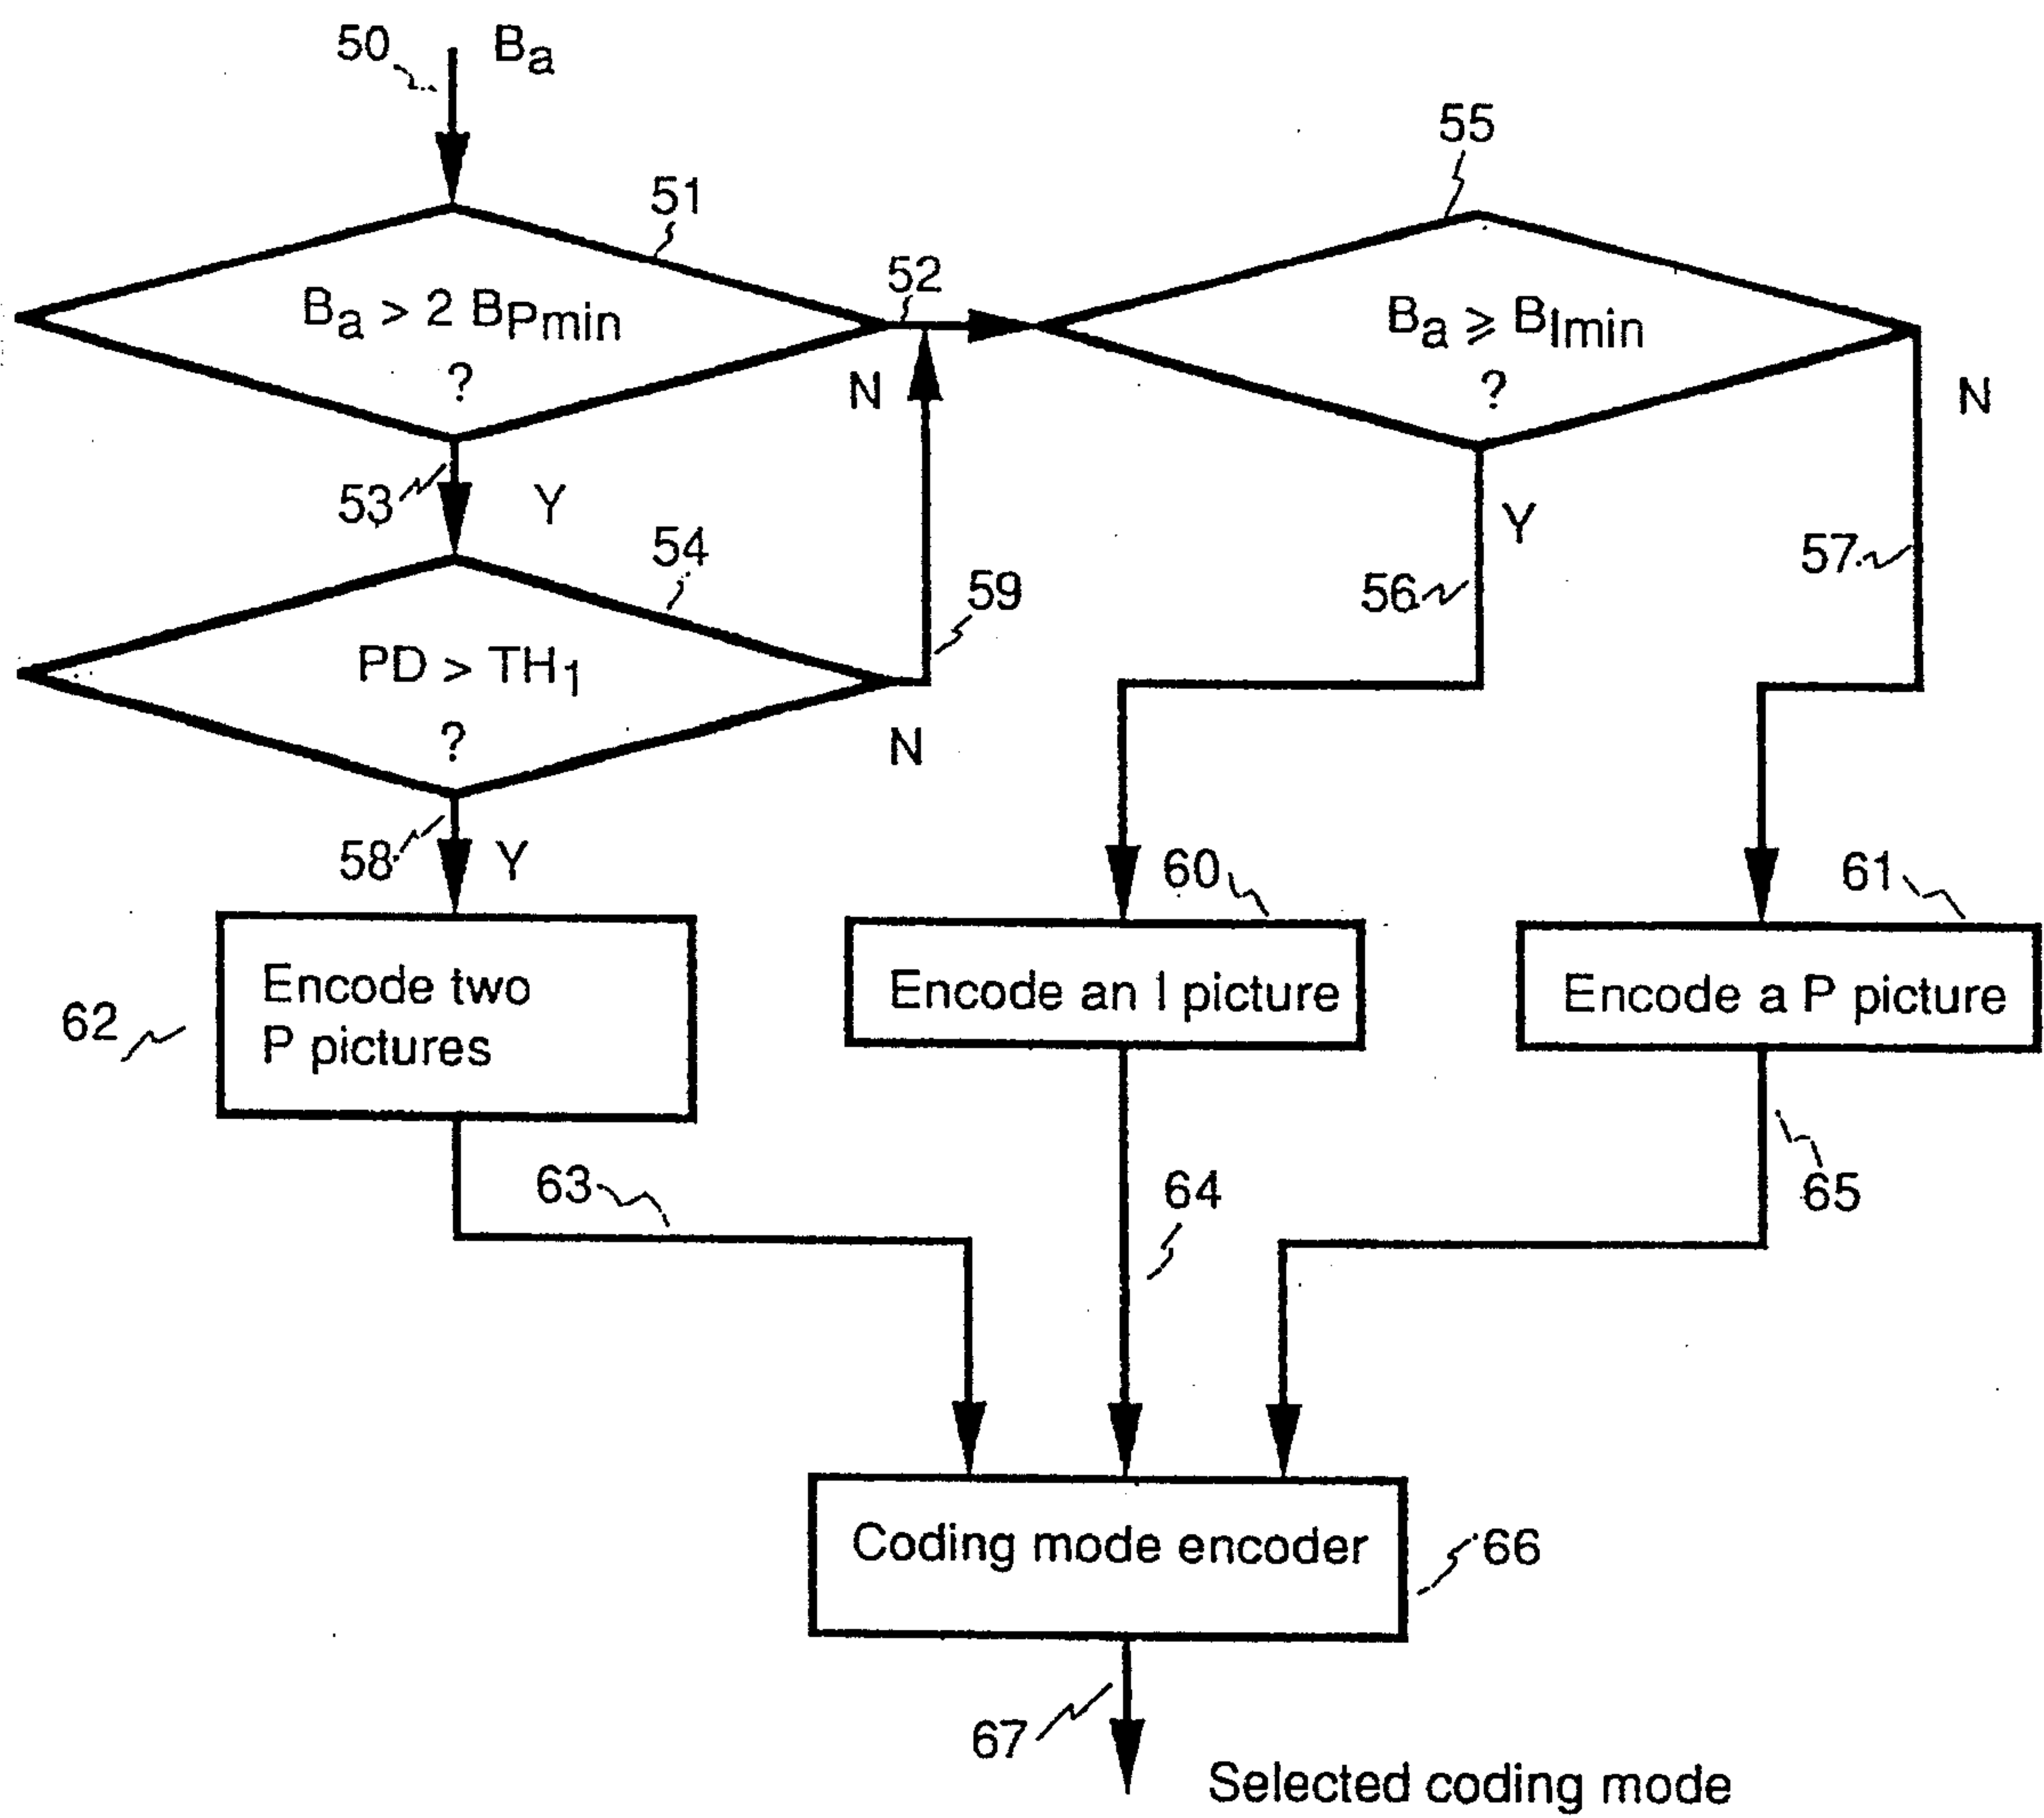 50
Ba
55
51
52
Ba > 2 BPmin
?
Ba ⩾ BImin
?
N
N
53
Y
54
Y
57
56
59
PD > TH1
?
N
58
Y
60
61
Encode two
P pictures
Encode an I picture
Encode a P picture
62
63
64
65
Coding mode encoder
66
67
Selected coding mode